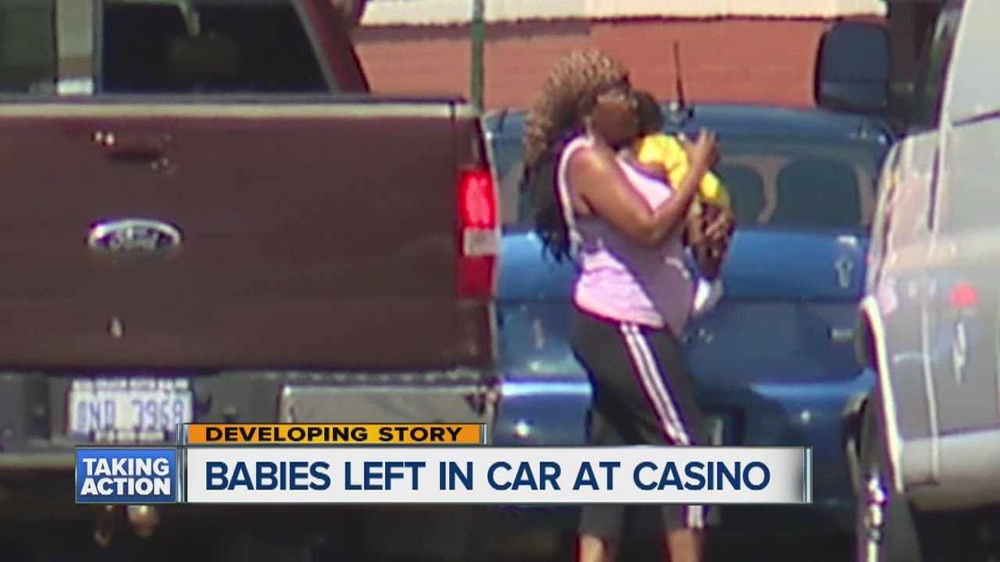 Ford
DEVELOPING STORY
TAKING
ACTION
BABIES LEFT IN CAR AT CASINO